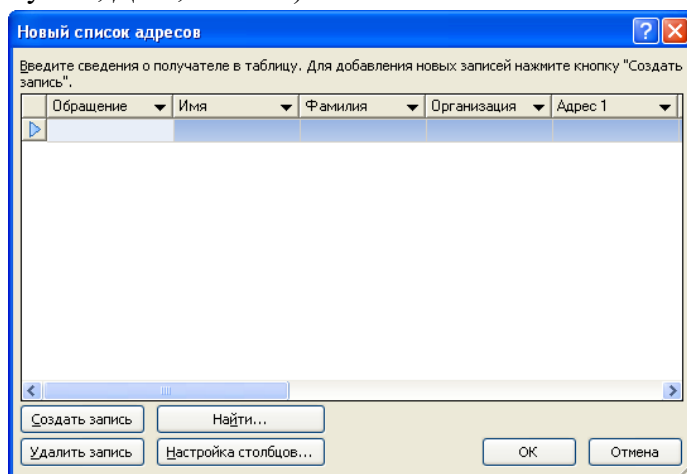 Новый список адресов
Введите сведения о получателе в таблицу. Для добавления новых записей нажмите кнопку "Создать
запись".
Обращение Имя Фамилия Организация Адрес 1
Создать запись Найти...
Удалить запись Настройка столбцов... ОК Отмена